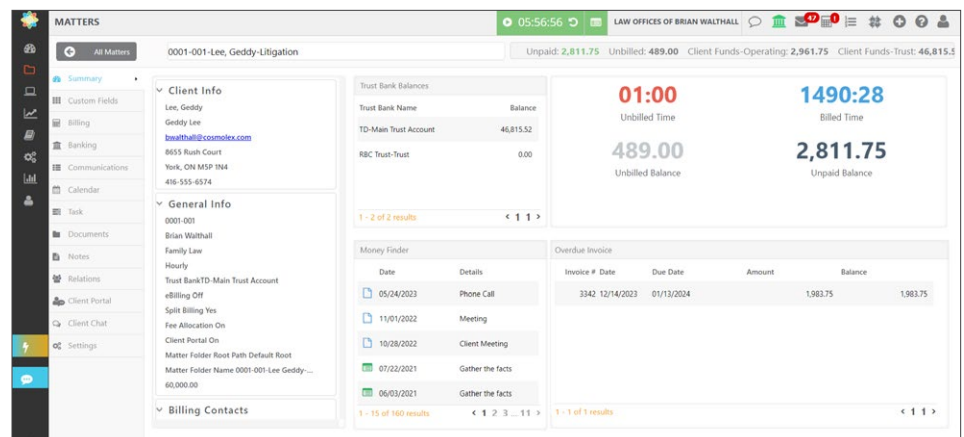 MATTERS
05:56:56
LAW OFFICES OF BRIAN WALTHALL
47
All Matters
0001-001-Lee, Geddy-Litigation
Unpaid: 2,811.75 Unbilled: 489.00 Client Funds-Operating: 2,961.75 Client Funds-Trust: 46,815.5
Summary
Custom Fields
Billing
Banking
Communications
Calendar
Task
Documents
Notes
Relations
Client Portal
Client Chat
Settings
Client Info
Lee, Geddy
Geddy Lee
bwalthall@cosmolex.com
8655 Rush Court
York, ON M5P 1N4
416-555-6574
General Info
0001-001
Brian Walthall
Family Law
Hourly
Trust BankTD-Main Trust Account
eBilling Off
Split Billing Yes
Fee Allocation On
Client Portal On
Matter Folder Root Path Default Root
Matter Folder Name 0001-001-Lee Geddy-...
60,000.00
Billing Contacts
Trust Bank Balances
Trust Bank Name Balance
TD-Main Trust Account 46,815.52
RBC Trust-Trust 0.00
1 - 2 of 2 results < 1 1 >
01:00
Unbilled Time
1490:28
Billed Time
489.00
Unbilled Balance
2,811.75
Unpaid Balance
Money Finder
Date Details
05/24/2023 Phone Call
11/01/2022 Meeting
10/28/2022 Client Meeting
07/22/2021 Gather the facts
06/03/2021 Gather the facts
1 - 15 of 160 results < 1 2 3 ... 11 >
Overdue Invoice
Invoice # Date Due Date Amount Balance
3342 12/14/2023 01/13/2024 1,983.75 1,983.75
1 - 1 of 1 results < 1 1 >